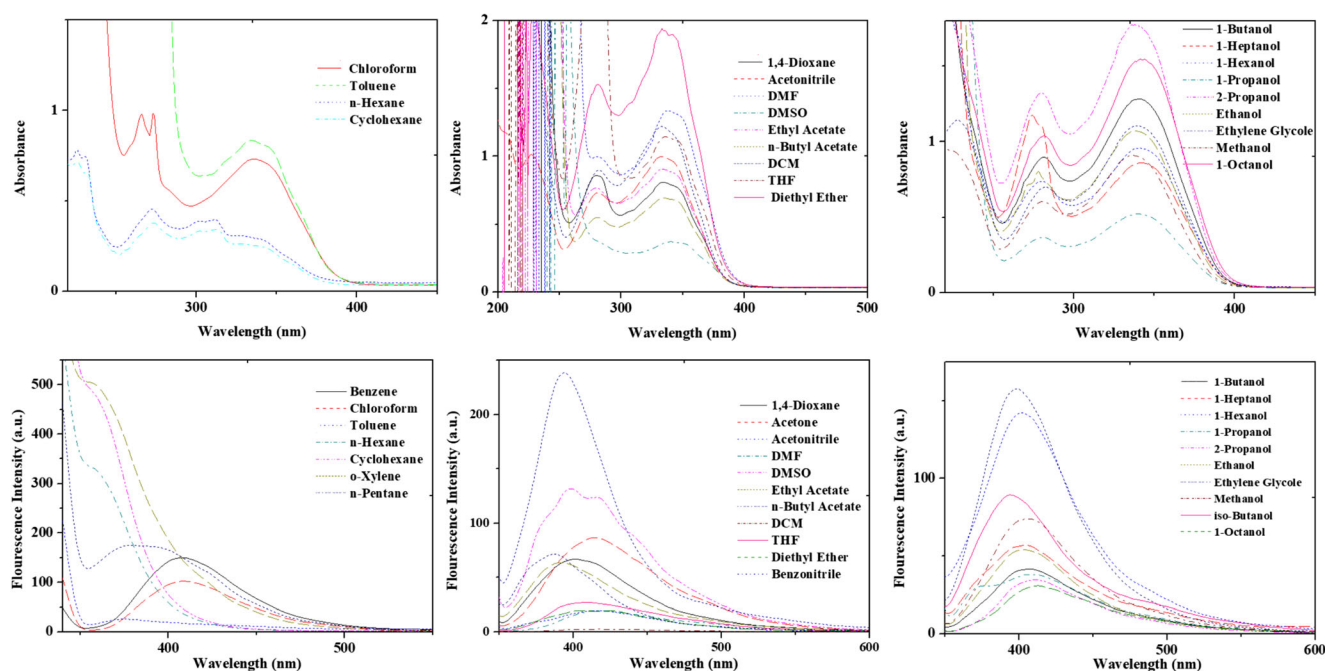 1
0
Absorbance
250
300
400
Wavelength (nm)
Chloroform
Toluene
n-Hexane
Cyclohexane
2
1
0
Absorbance
200
250
300
400
500
Wavelength (nm)
1,4-Dioxane
Acetonitrile
DMF
DMSO
Ethyl Acetate
n-Butyl Acetate
DCM
THF
Diethyl Ether
1
0
Absorbance
250
300
400
Wavelength (nm)
1-Butanol
1-Heptanol
1-Hexanol
1-Propanol
2-Propanol
Ethanol
Ethylene Glycole
Methanol
1-Octanol
500
400
300
200
100
0
Flourescence Intensity (a.u.)
400
500
Wavelength (nm)
Benzene
Chloroform
Toluene
n-Hexane
Cyclohexane
o-Xylene
n-Pentane
200
100
0
Flourescence Intensity (a.u.)
400
500
600
Wavelength (nm)
1,4-Dioxane
Acetone
Acetonitrile
DMF
DMSO
Ethyl Acetate
n-Butyl Acetate
DCM
THF
Diethyl Ether
Benzonitrile
100
0
Flourescence Intensity (a.u.)
350
400
500
600
Wavelength (nm)
1-Butanol
1-Heptanol
1-Hexanol
1-Propanol
2-Propanol
Ethanol
Ethylene Glycole
Methanol
iso-Butanol
1-Octanol